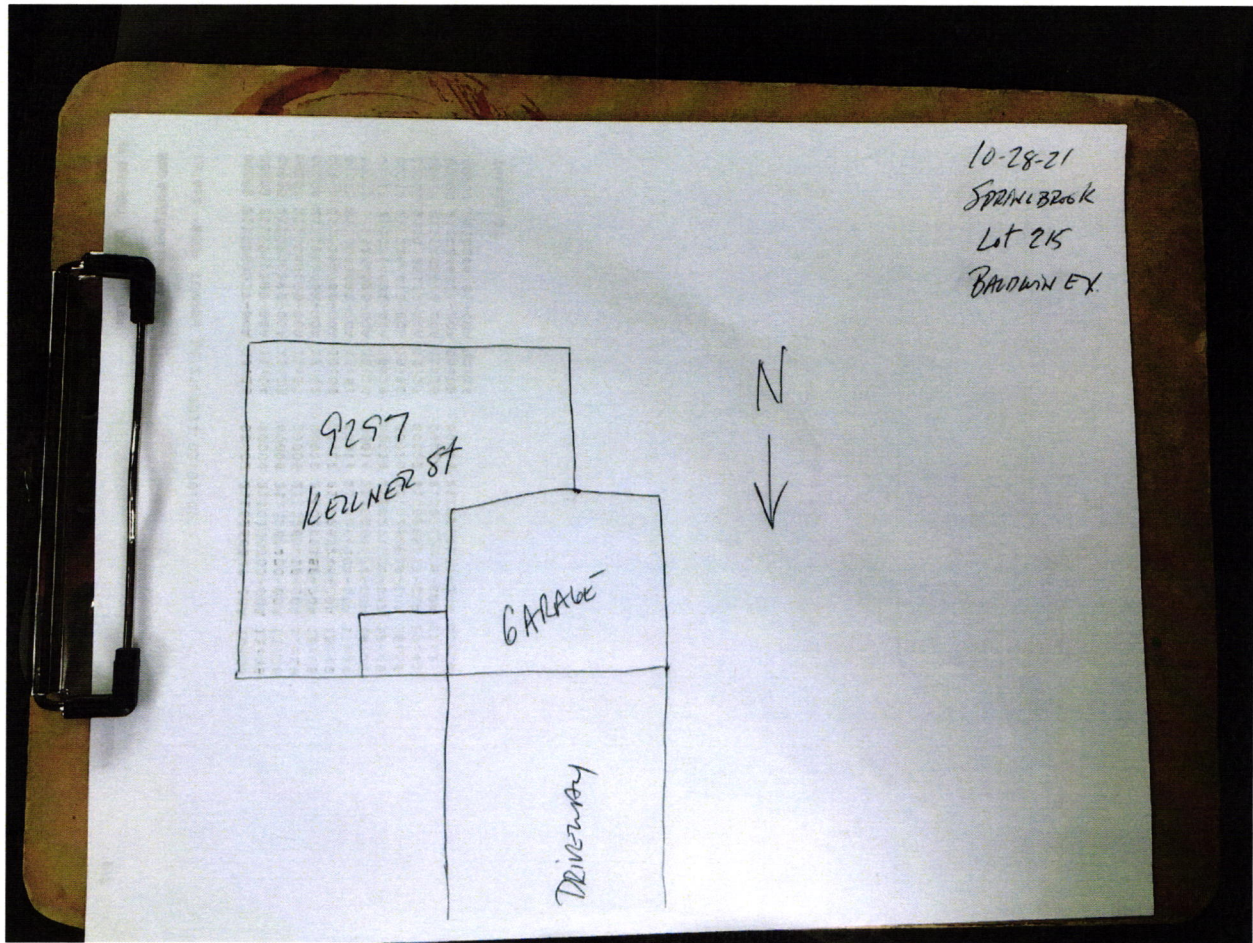 10-28-21
SPRINGBROOK
Lot 215
BALDWIN EX
9297
KELLNER St
N
GARAGE
DRIVEWAY